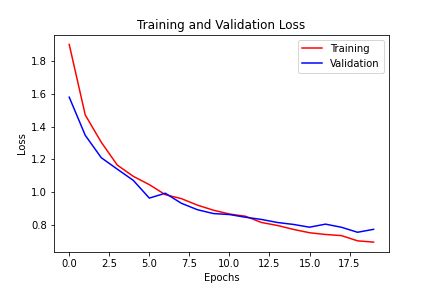 Training and Validation Loss
Training
Validation
Loss
1.8
1.6
1.4
1.2
1.0
0.8
0.0 2.5 5.0 7.5 10.0 12.5 15.0 17.5
Epochs